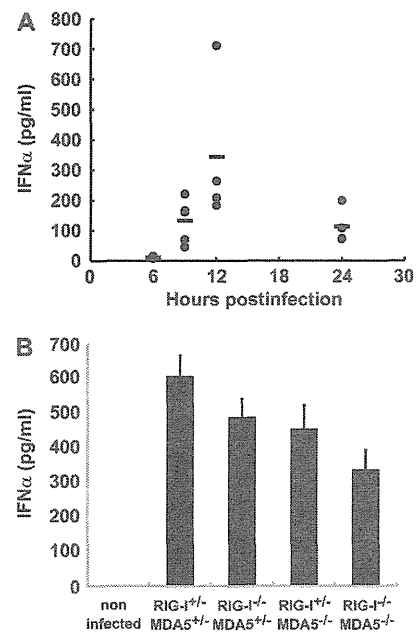 A
800
700
600
500
400
300
200
100
0
IFNα (pg/ml)
0 6 12 18 24 30
Hours postinfection
B
700
600
500
400
300
200
100
0
IFNα (pg/ml)
non RIG-I+/- RIG-I-/- RIG-I+/- RIG-I-/-
infected MDA5+/- MDA5+/- MDA5-/- MDA5-/-